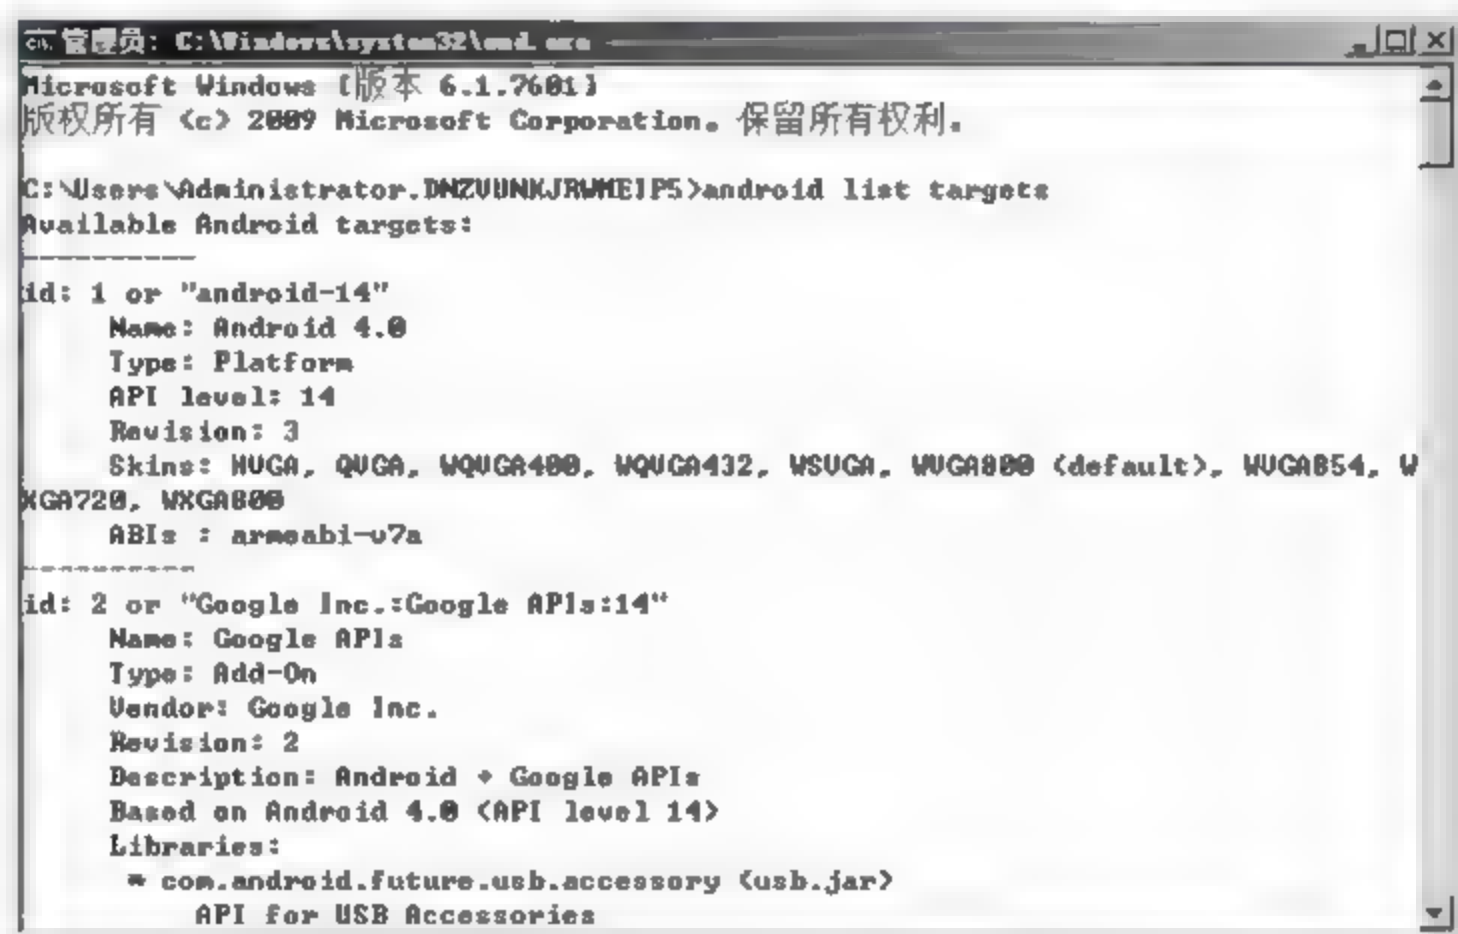 管理员: C:\Windows\system32\cmd.exe
Microsoft Windows [版本 6.1.7601]
版权所有 (c) 2009 Microsoft Corporation。保留所有权利。
C:\Users\Administrator.DNZVUNKJRWMEIP5>android list targets
Available Android targets:
----------
id: 1 or "android-14"
Name: Android 4.0
Type: Platform
API level: 14
Revision: 3
Skins: HVGA, QVGA, WQVGA400, WQVGA432, WSVGA, WVGA800 (default), WVGA854, W
XGA720, WXGA800
ABIs : armeabi-v7a
----------
id: 2 or "Google Inc.:Google APIs:14"
Name: Google APIs
Type: Add-On
Vendor: Google Inc.
Revision: 2
Description: Android + Google APIs
Based on Android 4.0 (API level 14)
Libraries:
* com.android.future.usb.accessory (usb.jar)
API for USB Accessories